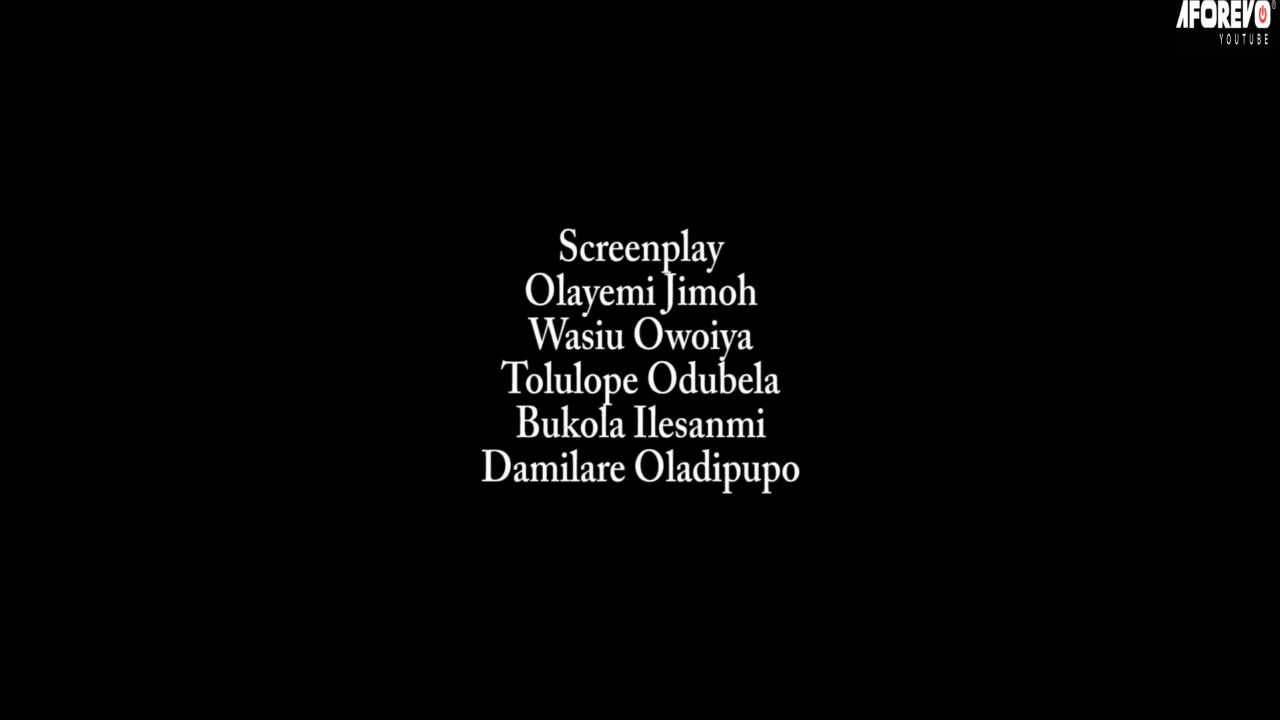 AFOREVO
YOUTUBE
Screenplay
Olayemi Jimoh
Wasiu Owoiya
Tolulope Odubela
Bukola Ilesanmi
Damilare Oladipupo